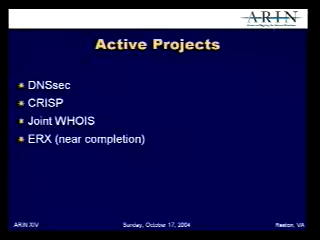 ARIN
Active Projects
DNSsec
CRISP
Joint WHOIS
ERX (near completion)
ARIN XIV Sunday, October 17, 2004 Reston, VA